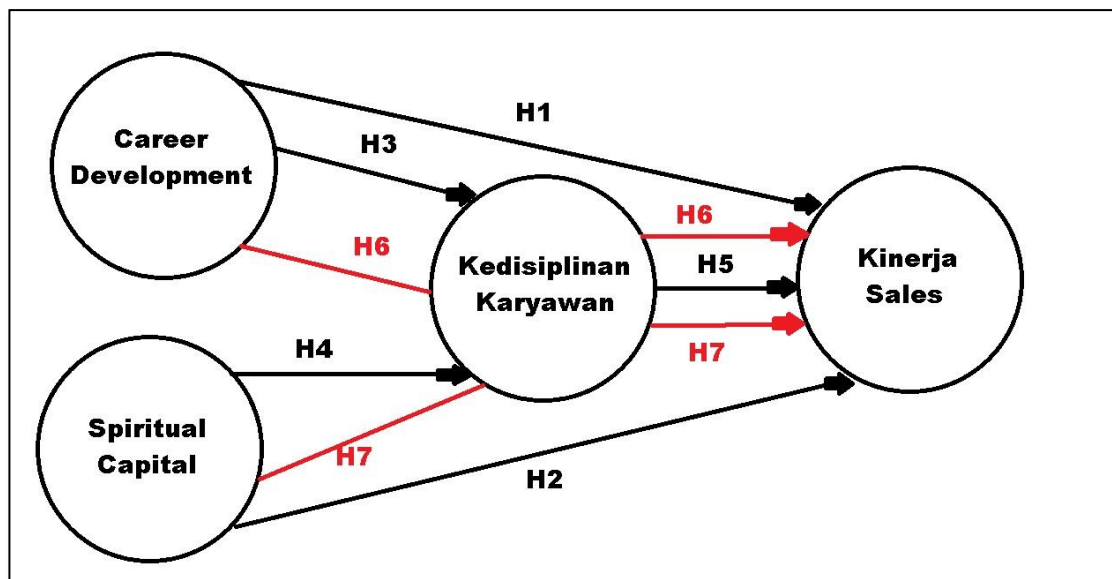 Career
Development
H1
H3
H6
Kedisiplinan
Karyawan
H6
H5
H7
Kinerja
Sales
H4
Spiritual
Capital
H7
H2